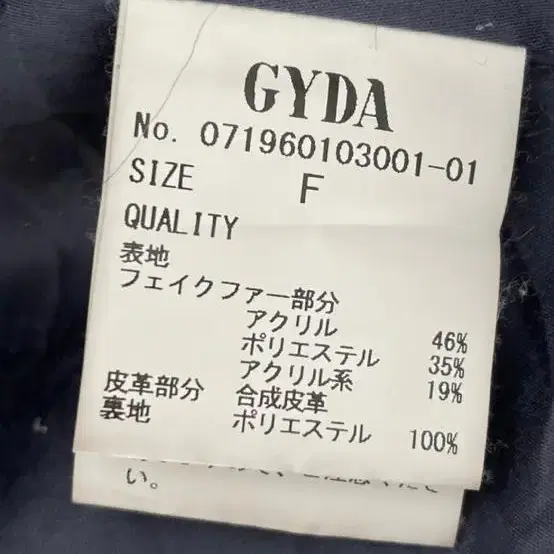 GYDA
No. 071960103001-01
SIZE F
QUALITY
表地
フェイクファー部分
アクリル 46%
ポリエステル 35%
アクリル系 19%
皮革部分 合成皮革
裏地 ポリエステル 100%
い。